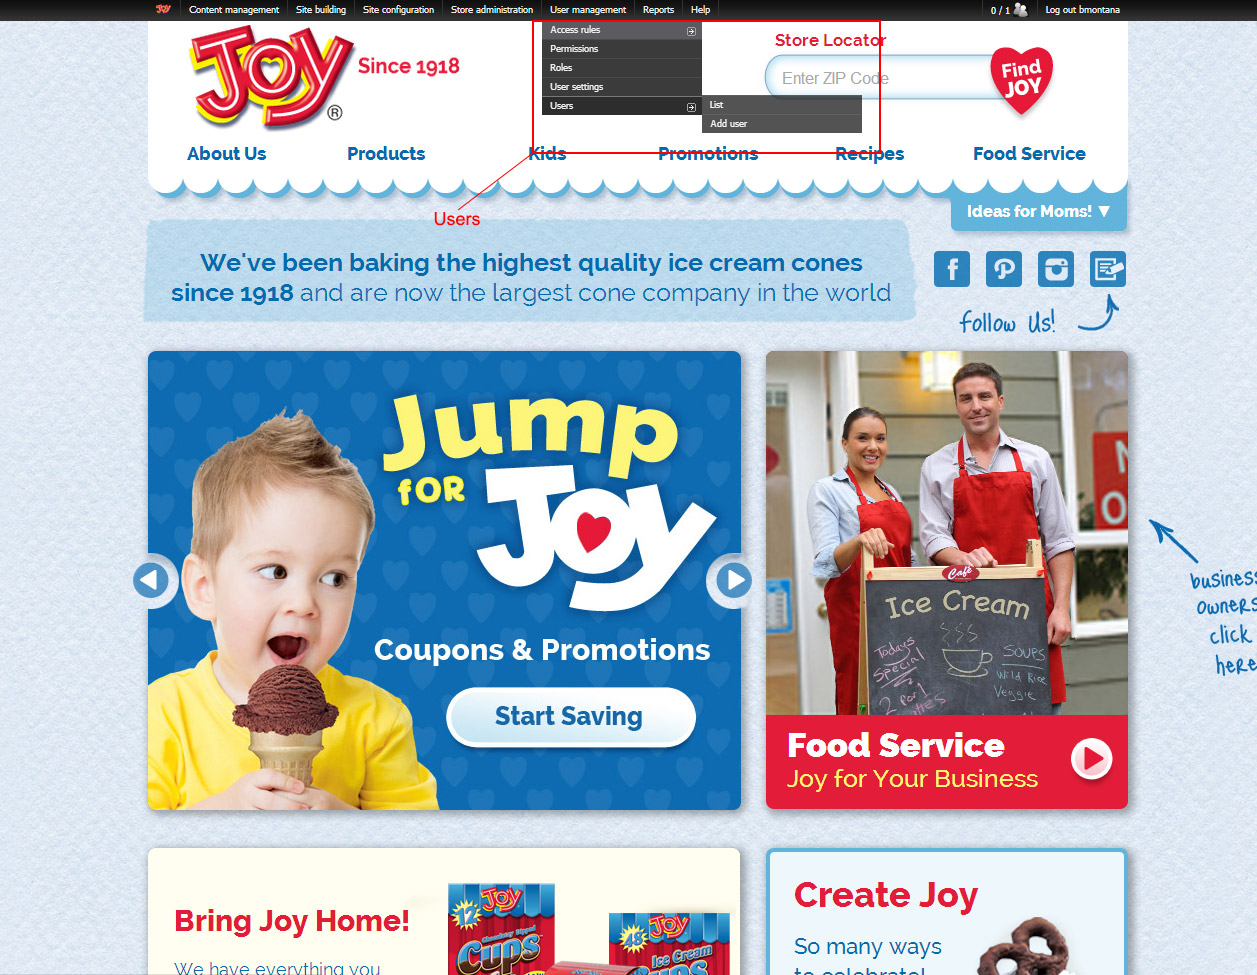 Joy Content management Site building Site configuration Store administration User management Reports Help 0 / 1 Log out bmontana
Access rules
Permissions
Roles
User settings
Users
List
Add user
Joy ®
Since 1918
Store Locator
Enter ZIP Code
Find
JOY
About Us Products Kids Promotions Recipes Food Service
Users
Ideas for Moms! ▼
We've been baking the highest quality ice cream cones
since 1918 and are now the largest cone company in the world
follow Us!
Jump
for
Joy
Coupons & Promotions
Start Saving
Café
Ice Cream
Todays
Special
2 for 1
SOUPS
Wild Rice
Veggie
Food Service
Joy for Your Business
business
owners
click
here
Bring Joy Home!
We have everything you
12
Joy
Chocolatey Dipped
Cups
48
Joy
Ice Cream
Cups
Create Joy
So many ways
to celebrate!